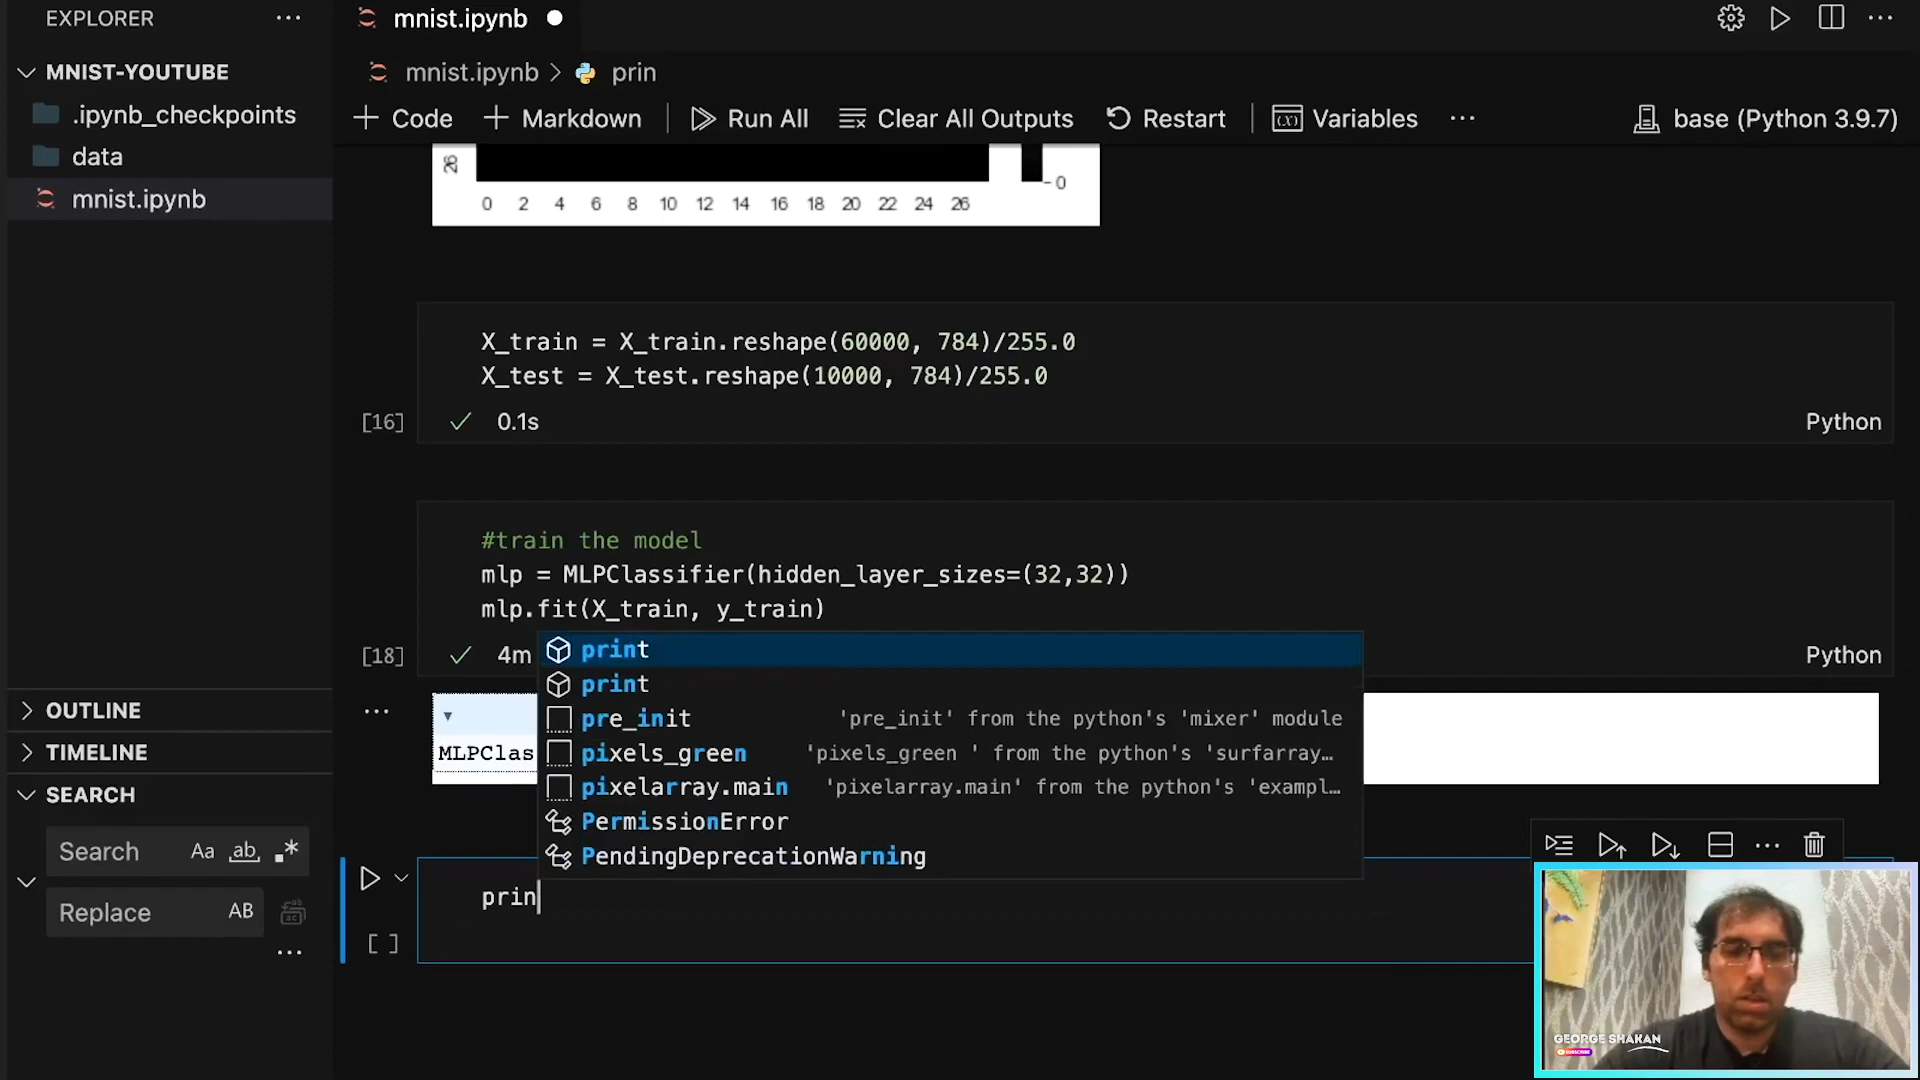 EXPLORER
mnist.ipynb
MNIST-YOUTUBE
.ipynb_checkpoints
data
mnist.ipynb
OUTLINE
TIMELINE
SEARCH
Search Aa ab
Replace AB
mnist.ipynb > prin
+ Code + Markdown Run All Clear All Outputs Restart Variables base (Python 3.9.7)
26
0
0 2 4 6 8 10 12 14 16 18 20 22 24 26
X_train = X_train.reshape(60000, 784)/255.0
X_test = X_test.reshape(10000, 784)/255.0
[16] 0.1s Python
#train the model
mlp = MLPClassifier(hidden_layer_sizes=(32,32))
mlp.fit(X_train, y_train)
[18] 4m Python
print
print
pre_init 'pre_init' from the python's 'mixer' module
pixels_green 'pixels_green ' from the python's 'surfarray…
pixelarray.main 'pixelarray.main' from the python's 'exampl…
PermissionError
PendingDeprecationWarning
MLPClas
prin
[ ]
GEORGE SHAKAN
SUBSCRIBE